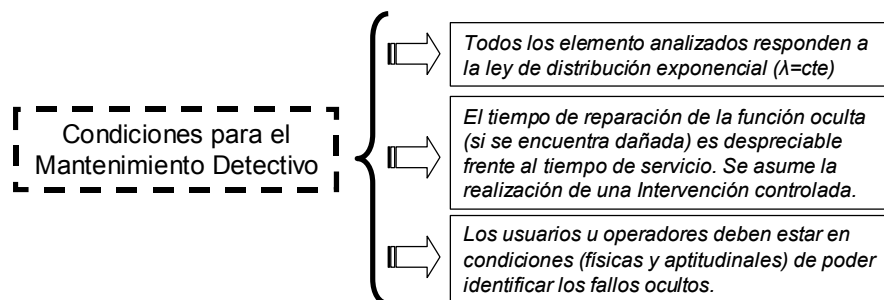 Condiciones para el
Mantenimiento Detectivo
Todos los elemento analizados responden a
la ley de distribución exponencial (λ=cte)
El tiempo de reparación de la función oculta
(si se encuentra dañada) es despreciable
frente al tiempo de servicio. Se asume la
realización de una Intervención controlada.
Los usuarios u operadores deben estar en
condiciones (físicas y aptitudinales) de poder
identificar los fallos ocultos.